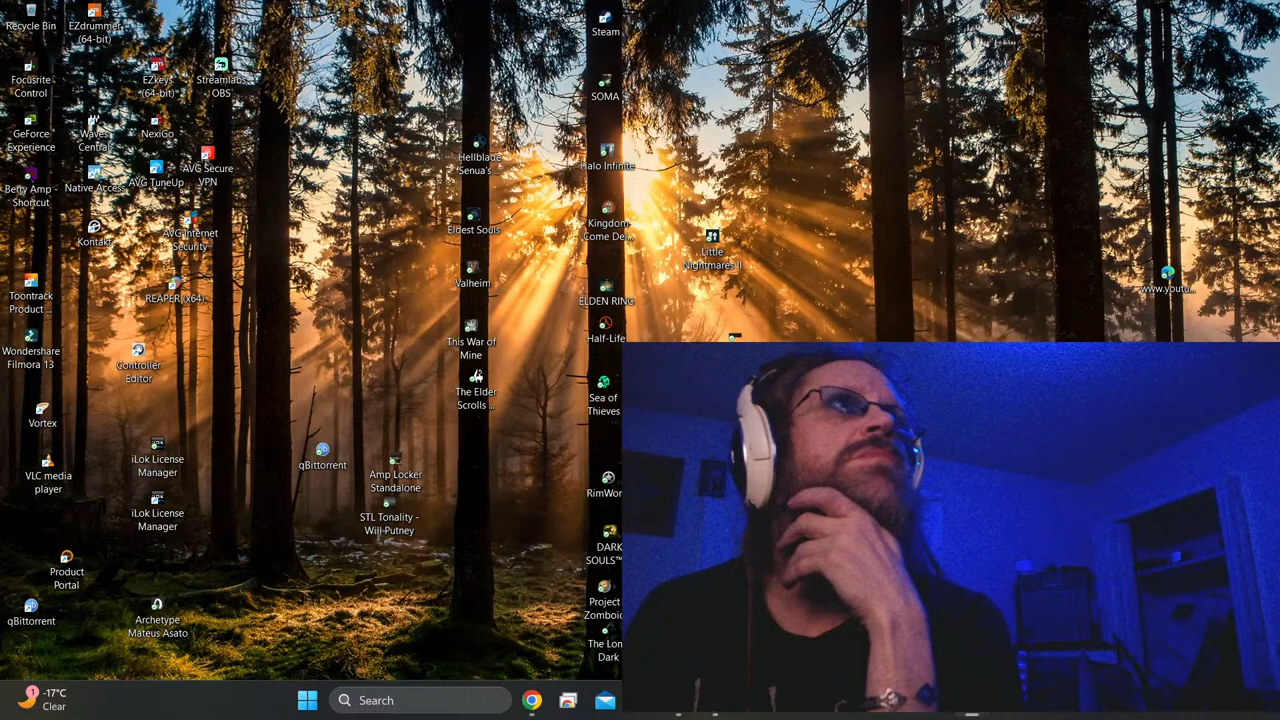 Recycle Bin
EZdrummer
(64-bit)
Focusrite
Control
EZkeys
(64-bit)
Streamlabs
OBS
GeForce
Experience
Waves
Central
NexiGo
Berry Amp -
Shortcut
Native Access
AVG TuneUp
AVG Secure
VPN
Kontakt
AVG Internet
Security
Toontrack
Product ...
REAPER (x64)
Wondershare
Filmora 13
Controller
Editor
Vortex
VLC media
player
iLok License
Manager
iLok License
Manager
qBittorrent
Amp Locker
Standalone
STL Tonality -
Will Putney
Product
Portal
qBittorrent
Archetype
Mateus Asato
Hellblade
Senua's ...
Eldest Souls
Valheim
This War of
Mine
The Elder
Scrolls ...
Steam
SOMA
Halo Infinite
Kingdom
Come Del...
ELDEN RING
Half-Life
Sea of
Thieves
RimWor
DARK
SOULS™
Project
Zomboid
The Lon
Dark
Little
Nightmares II
www.youtu...
1
-17°C
Clear
Search